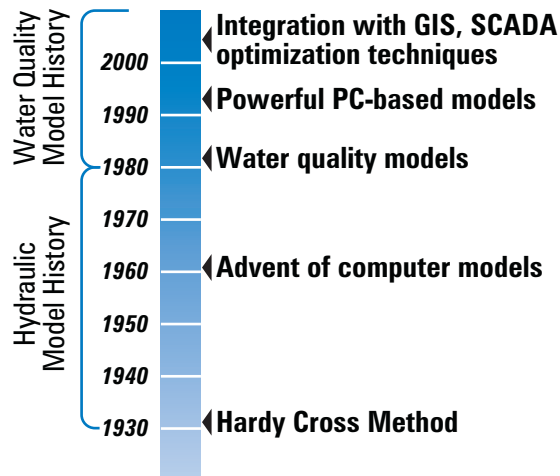 Water Quality
Model History
Hydraulic
Model History
2000
1990
1980
1970
1960
1950
1940
1930
Integration with GIS, SCADA
optimization techniques
Powerful PC-based models
Water quality models
Advent of computer models
Hardy Cross Method